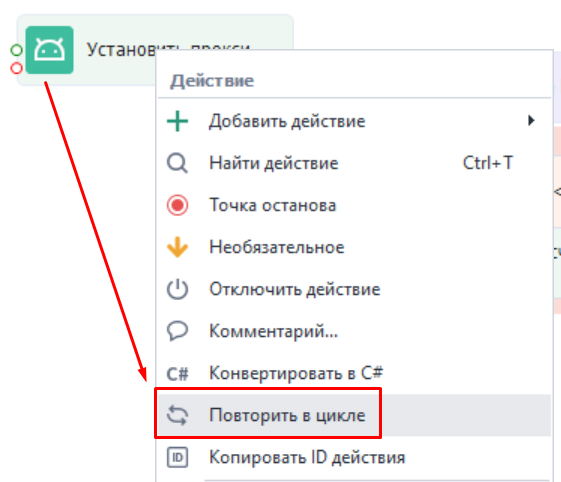 Установить прокси
Действие
Добавить действие
Найти действие Ctrl+T
Точка останова
Необязательное
Отключить действие
Комментарий...
C# Конвертировать в C#
Повторить в цикле
ID Копировать ID действия